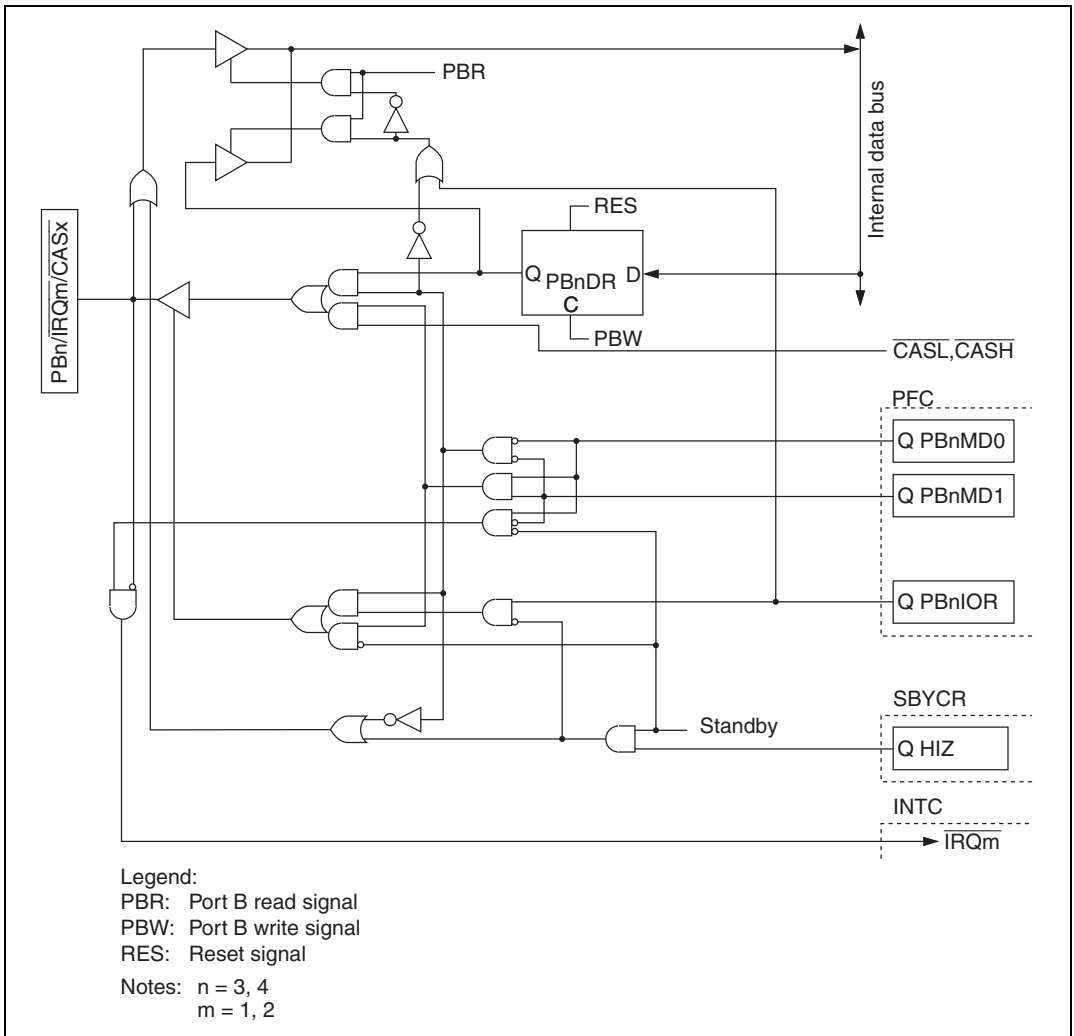 PBR
Internal data bus
RES
PBn/IRQm/CASx
Q PBnDR D
C
PBW
CASL,CASH
PFC
Q PBnMD0
Q PBnMD1
Q PBnIOR
SBYCR
Standby
Q HIZ
INTC
IRQm
Legend:
PBR: Port B read signal
PBW: Port B write signal
RES: Reset signal
Notes: n = 3, 4
m = 1, 2